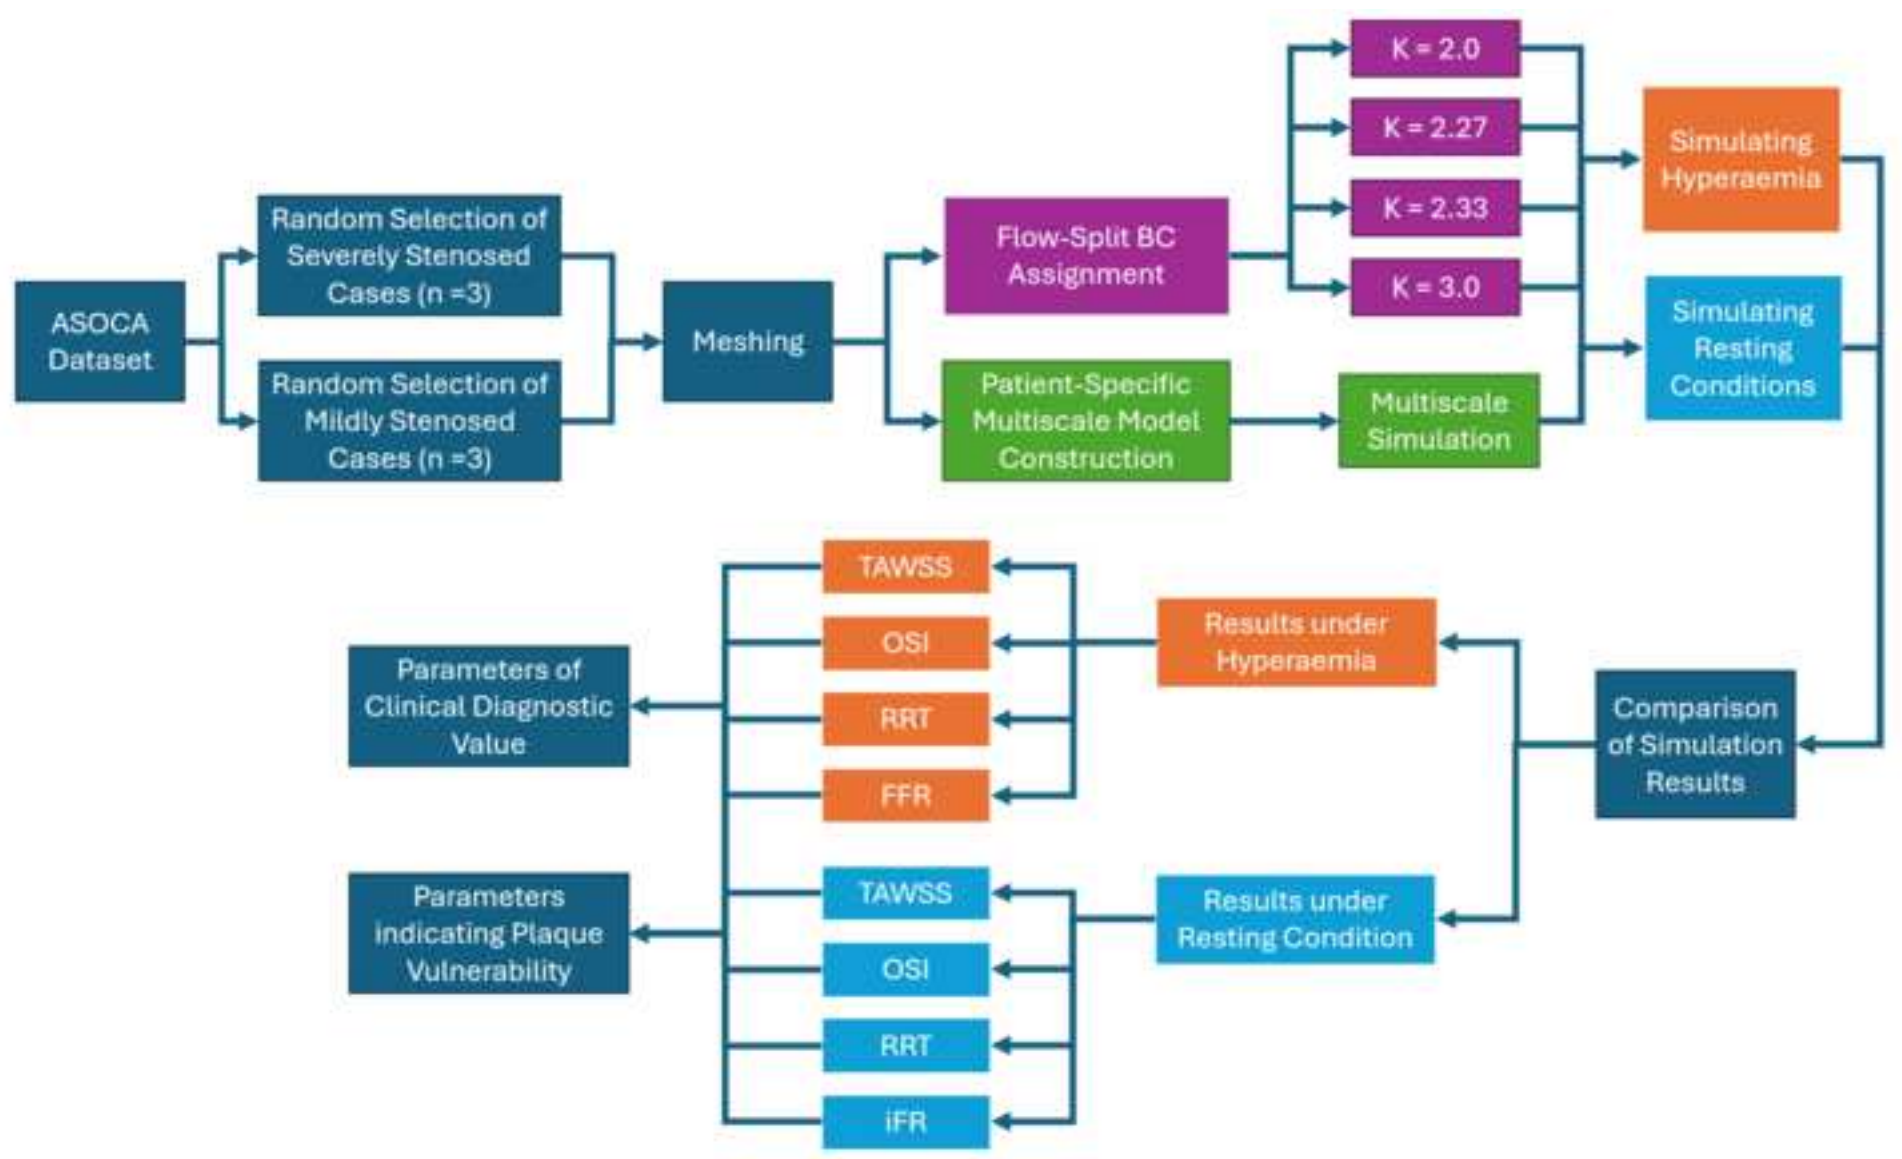 ASOCA
Dataset
Random Selection of
Severely Stenosed
Cases (n =3)
Random Selection of
Mildly Stenosed
Cases (n =3)
Meshing
Flow-Split BC
Assignment
Patient-Specific
Multiscale Model
Construction
K = 2.0
K = 2.27
K = 2.33
K = 3.0
Multiscale
Simulation
Simulating
Hyperaemia
Simulating
Resting
Conditions
Comparison
of Simulation
Results
Results under
Hyperaemia
Results under
Resting Condition
TAWSS
OSI
RRT
FFR
TAWSS
OSI
RRT
iFR
Parameters of
Clinical Diagnostic
Value
Parameters
indicating Plaque
Vulnerability